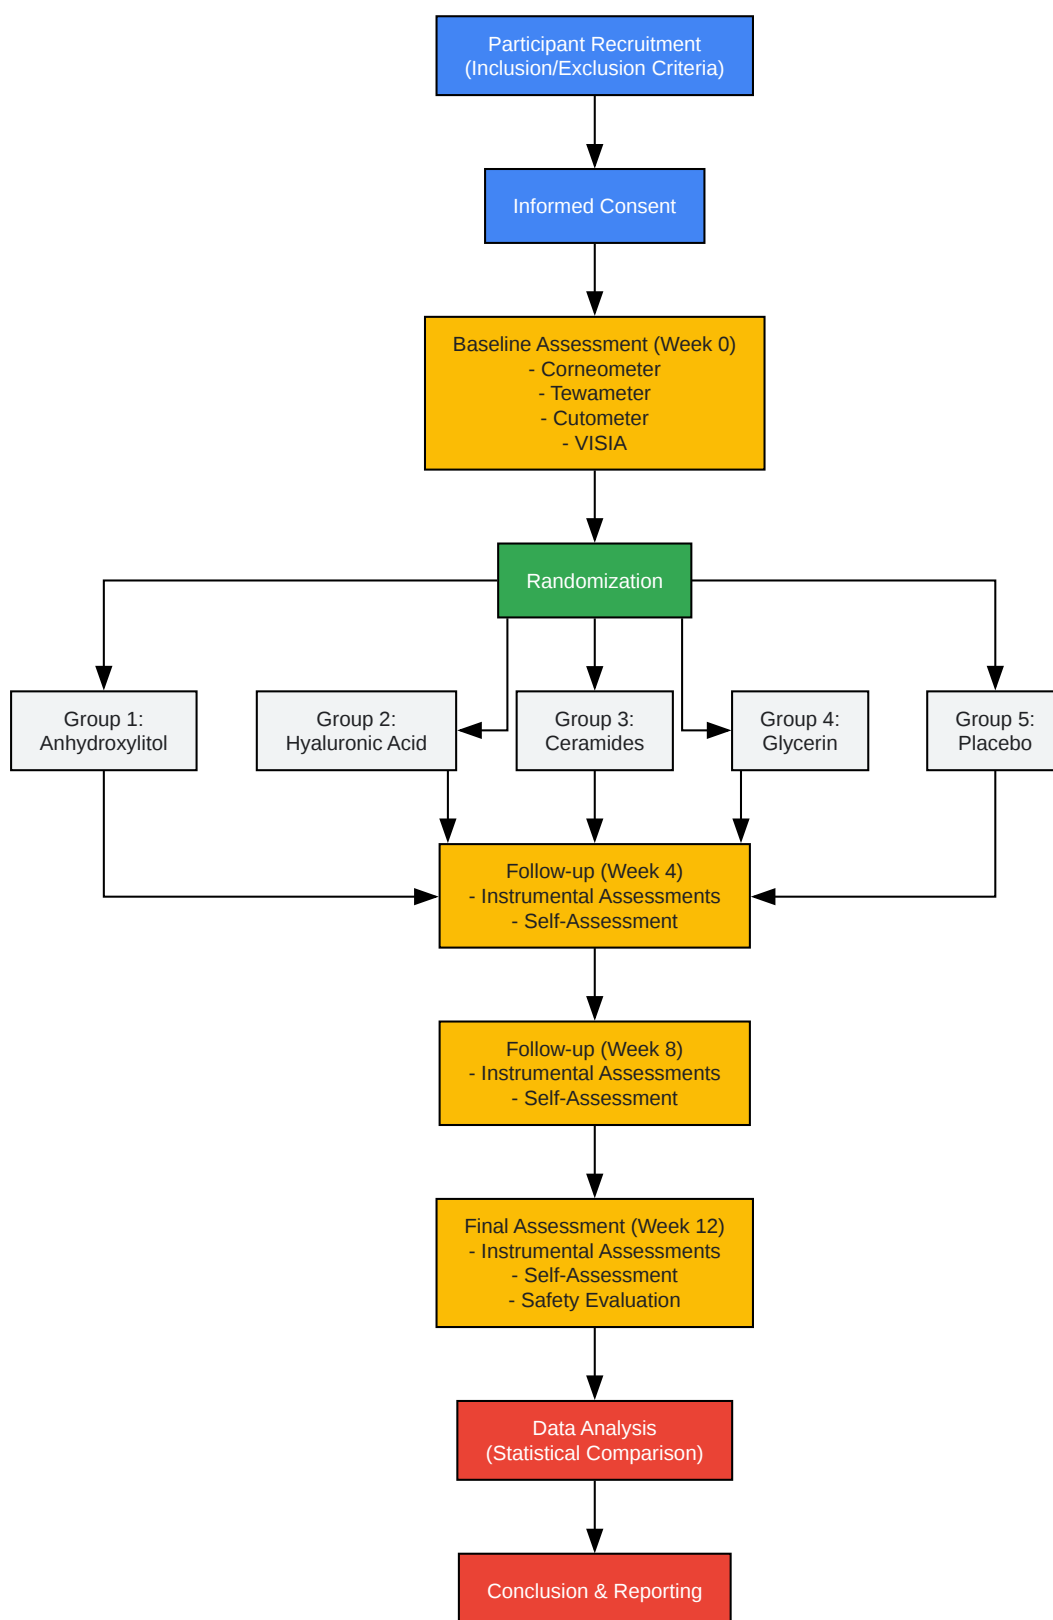 Participant Recruitment
(Inclusion/Exclusion Criteria)
Informed Consent
Baseline Assessment (Week 0)
- Corneometer
- Tewameter
- Cutometer
- VISIA
Randomization
Group 1:
Anhydroxylitol
Group 2:
Hyaluronic Acid
Group 3:
Ceramides
Group 4:
Glycerin
Group 5:
Placebo
Follow-up (Week 4)
- Instrumental Assessments
- Self-Assessment
Follow-up (Week 8)
- Instrumental Assessments
- Self-Assessment
Final Assessment (Week 12)
- Instrumental Assessments
- Self-Assessment
- Safety Evaluation
Data Analysis
(Statistical Comparison)
Conclusion & Reporting